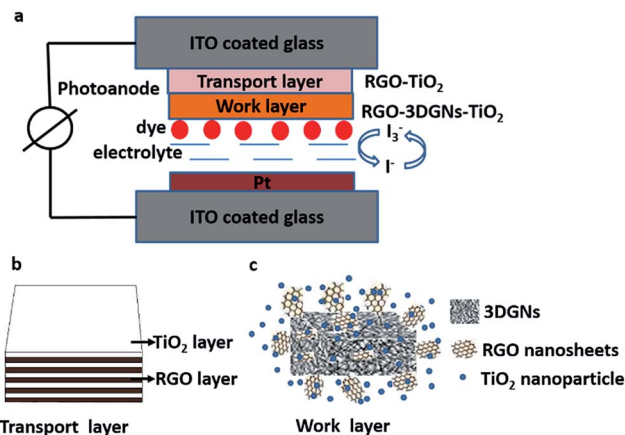 a
ITO coated glass
Photoanode
Transport layer
RGO-TiO₂
Work layer
RGO-3DGNs-TiO₂
dye
I₃⁻
electrolyte
I⁻
Pt
ITO coated glass
b
c
TiO₂ layer
RGO layer
3DGNs
RGO nanosheets
TiO₂ nanoparticle
Transport layer
Work layer